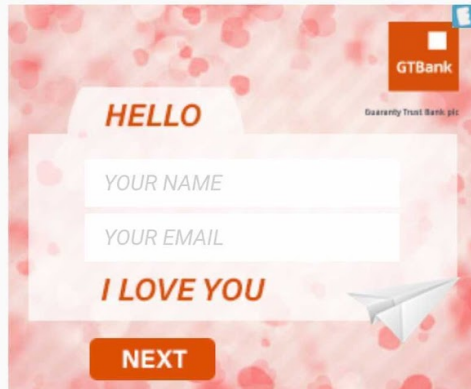 GTBank
Guaranty Trust Bank plc
HELLO
YOUR NAME
YOUR EMAIL
I LOVE YOU
NEXT